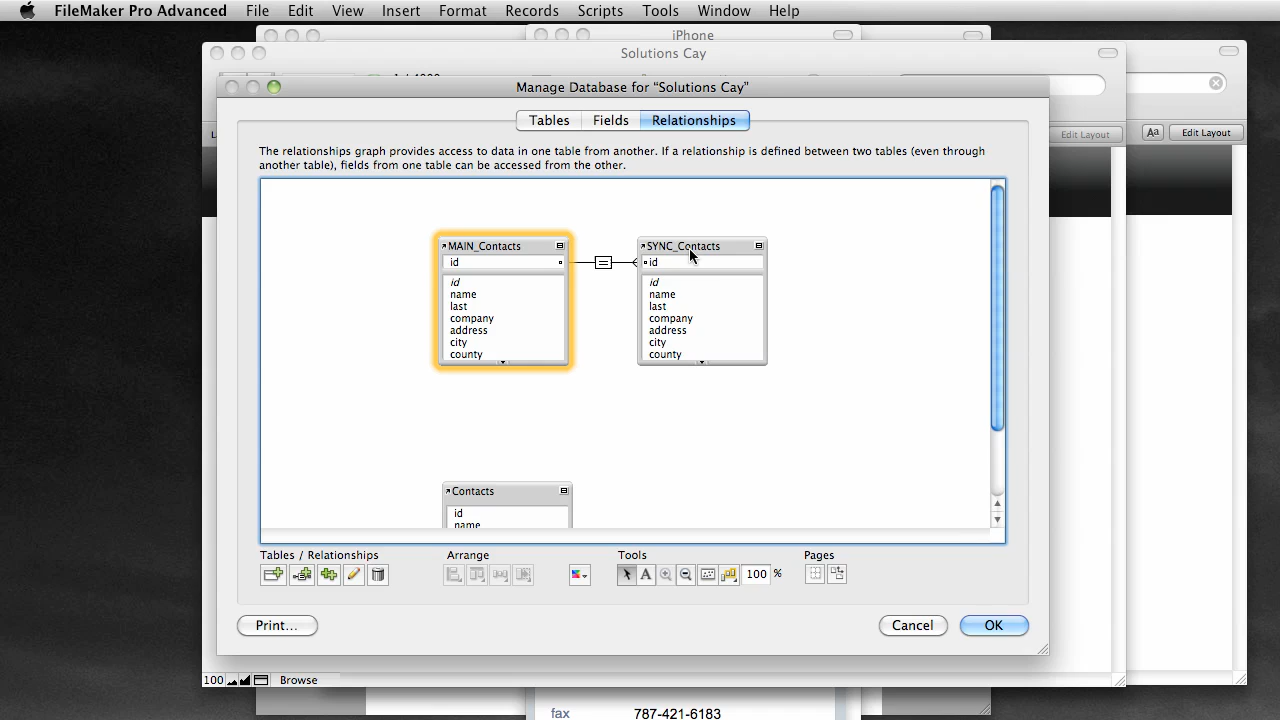 FileMaker Pro Advanced File Edit View Insert Format Records Scripts Tools Window Help
iPhone
Solutions Cay
Manage Database for “Solutions Cay”
Edit Layout
Aa
Edit Layout
Tables Fields Relationships
The relationships graph provides access to data in one table from another. If a relationship is defined between two tables (even through
another table), fields from one table can be accessed from the other.
MAIN_Contacts
id
id
name
last
company
address
city
county
=
SYNC_Contacts
id
id
name
last
company
address
city
county
Contacts
id
name
Tables / Relationships
Arrange
Tools
Pages
A
100 %
Print...
Cancel
OK
100
Browse
fax 787-421-6183